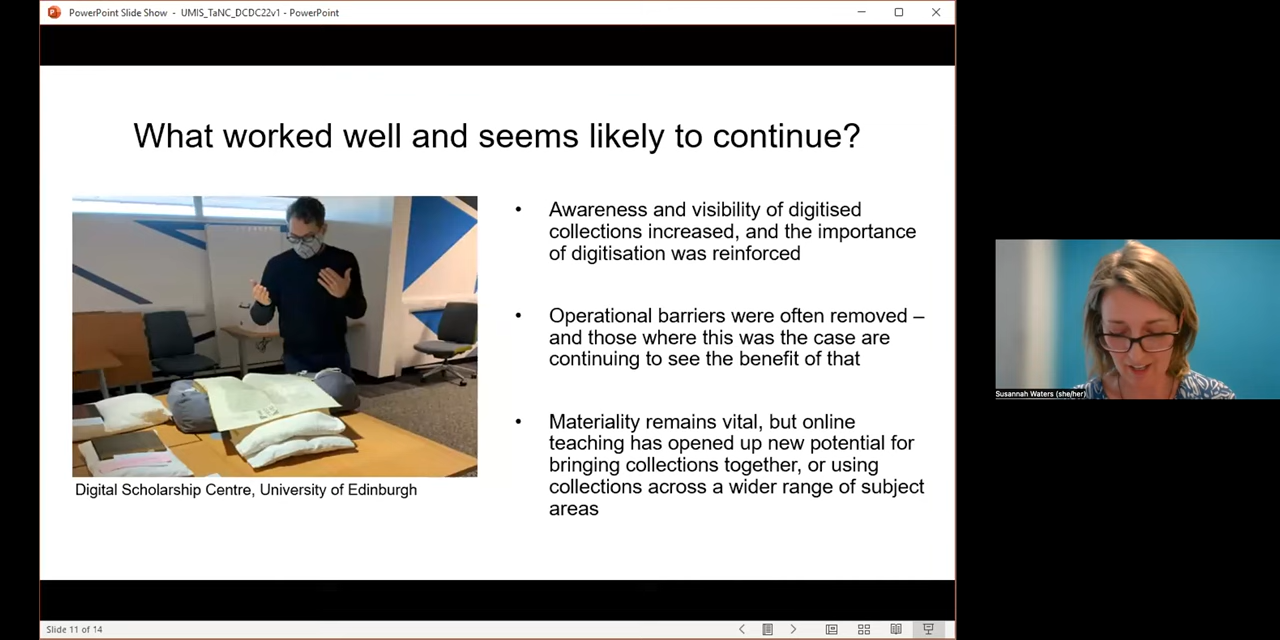 PowerPoint Slide Show - UMIS_TaNC_DCDC22v1 - PowerPoint
What worked well and seems likely to continue?
• Awareness and visibility of digitised
collections increased, and the importance
of digitisation was reinforced
• Operational barriers were often removed –
and those where this was the case are
continuing to see the benefit of that
• Materiality remains vital, but online
teaching has opened up new potential for
bringing collections together, or using
collections across a wider range of subject
areas
Digital Scholarship Centre, University of Edinburgh
Susannah Waters (she/her)
Slide 11 of 14